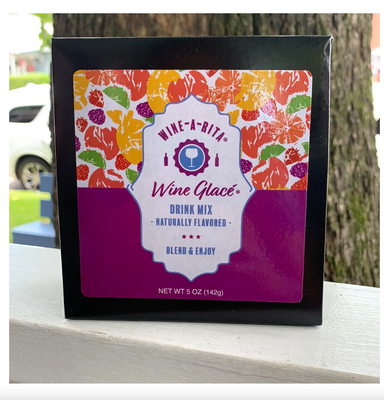 WINE-A-RITA®
Wine Glacé®
DRINK MIX
- NATURALLY FLAVORED -
BLEND & ENJOY
NET WT 5 OZ (142g)